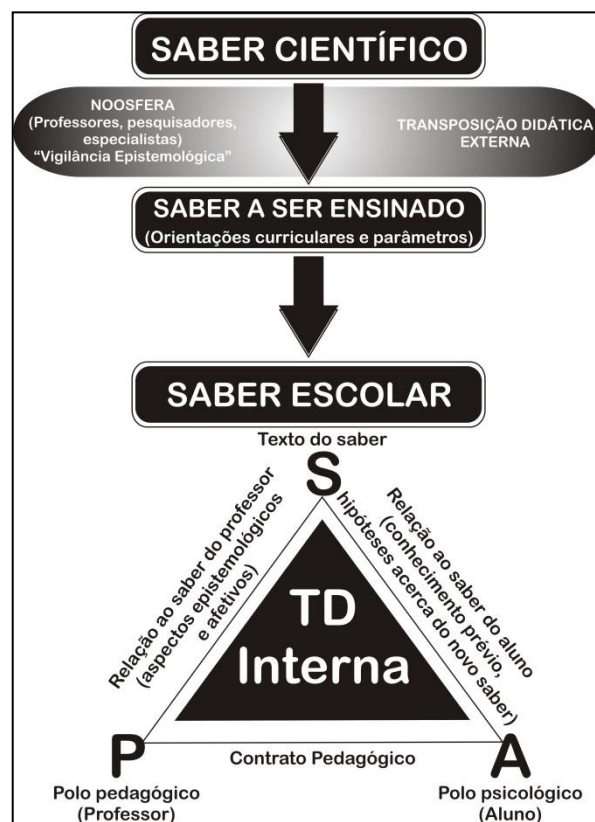 SABER CIENTÍFICO
NOOSFERA
(Professores, pesquisadores,
especialistas)
“Vigilância Epistemológica”
TRANSPOSIÇÃO DIDÁTICA
EXTERNA
SABER A SER ENSINADO
(Orientações curriculares e parâmetros)
SABER ESCOLAR
Texto do saber
S
Relação ao saber do professor
(aspectos epistemológicos
e afetivos)
Relação ao saber do aluno
(conhecimento prévio,
hipóteses acerca do novo saber)
TD
Interna
P
Contrato Pedagógico
A
Polo pedagógico
(Professor)
Polo psicológico
(Aluno)